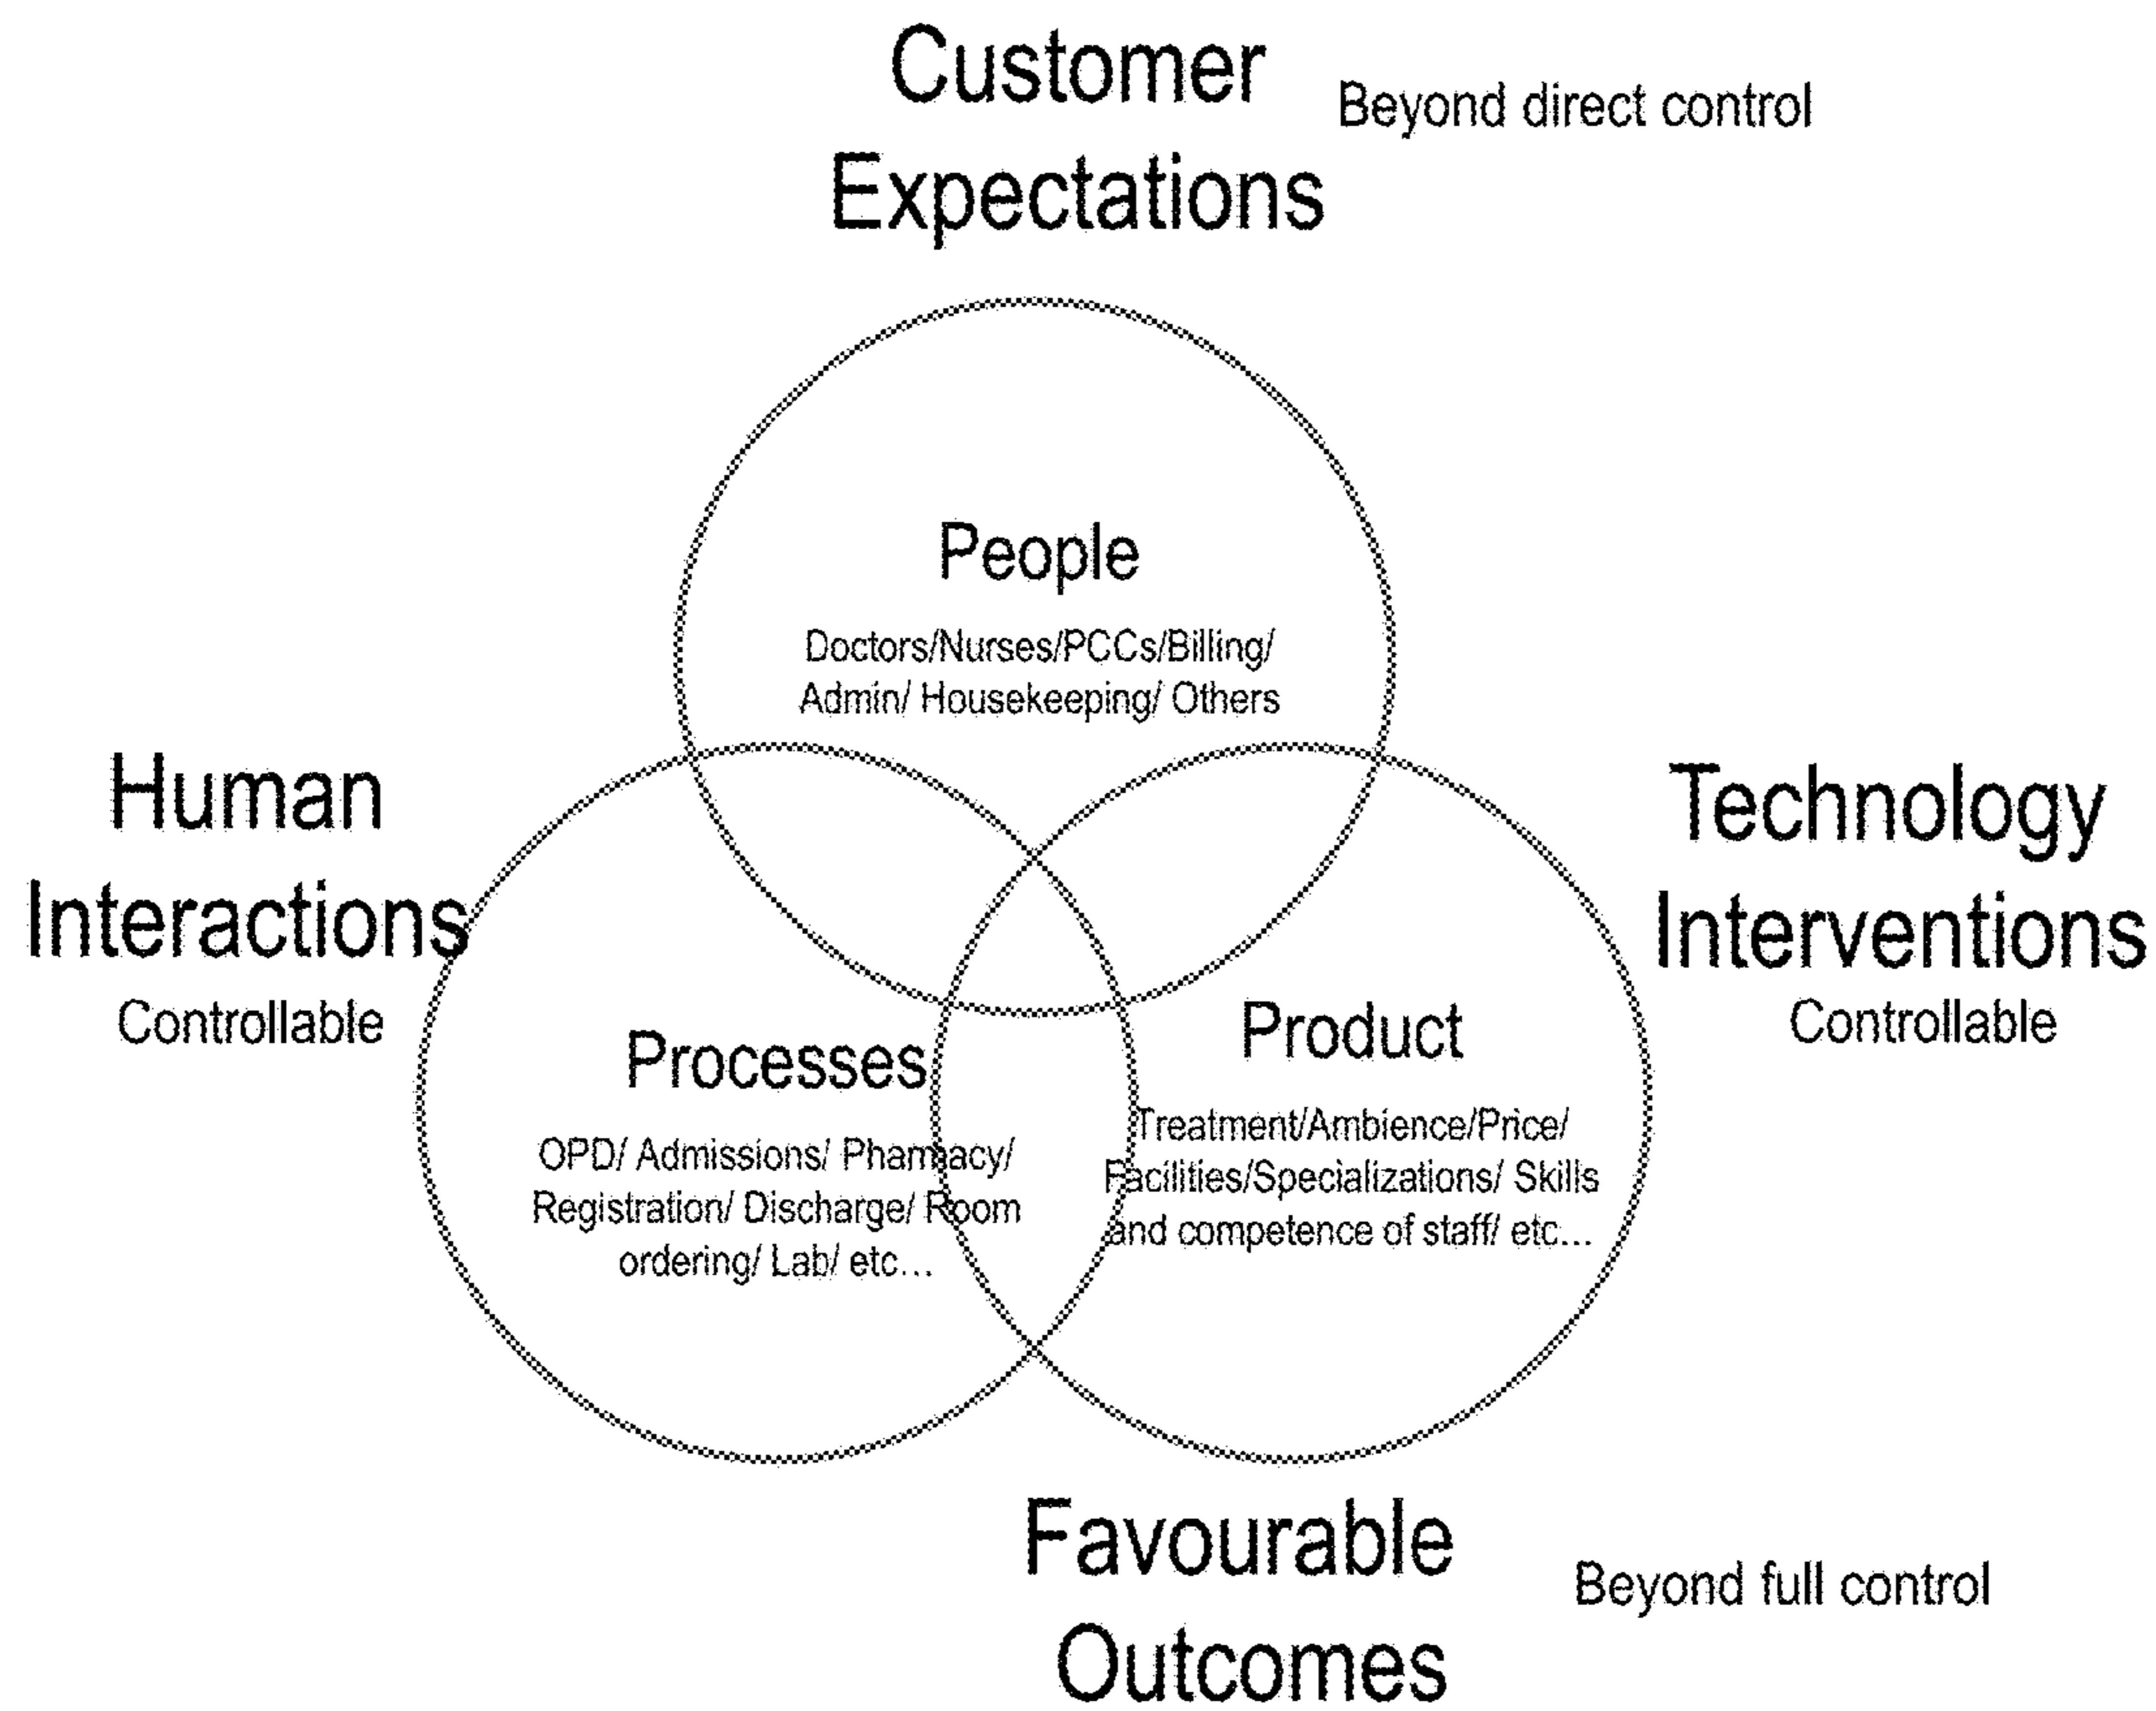 Customer
Expectations
Beyond direct control
People
Doctors/Nurses/PCCs/Billing/
Admin/ Housekeeping/ Others
Human
Interactions
Controllable
Technology
Interventions
Controllable
Processes
OPD/ Admissions/ Pharmacy/
Registration/ Discharge/ Room
ordering/ Lab/ etc...
Product
Treatment/Ambience/Price/
Facilities/Specializations/ Skills
and competence of staff/ etc...
Favourable
Outcomes
Beyond full control